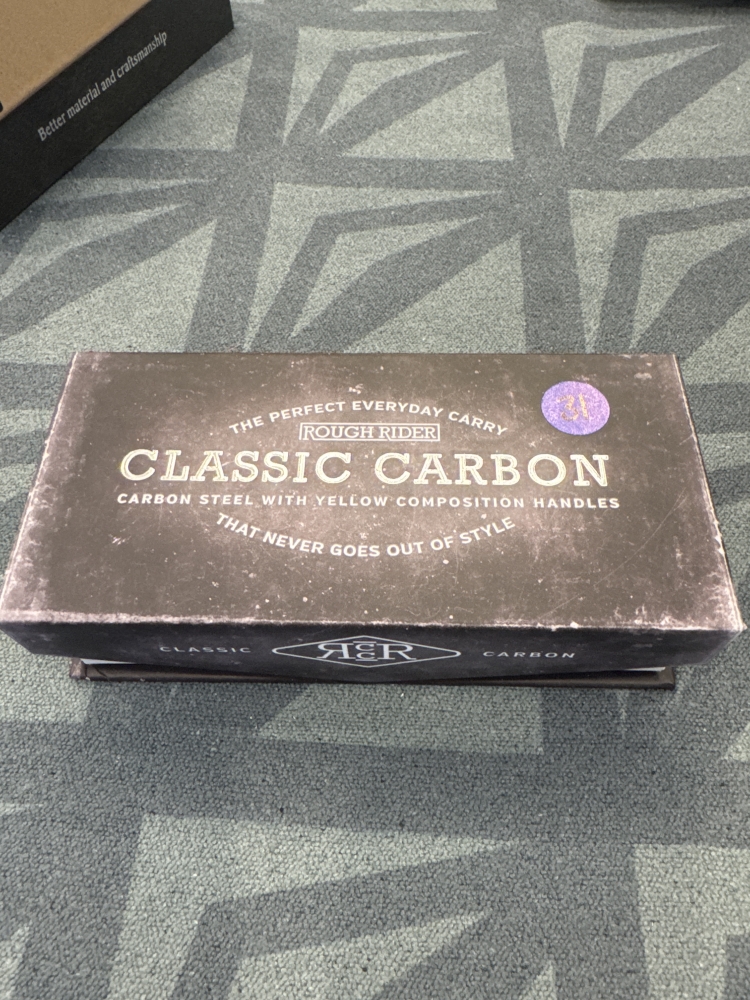 Better material and craftsmanship
THE PERFECT EVERYDAY CARRY
ROUGH RIDER
CLASSIC CARBON
CARBON STEEL WITH YELLOW COMPOSITION HANDLES
THAT NEVER GOES OUT OF STYLE
31
CLASSIC
CARBON